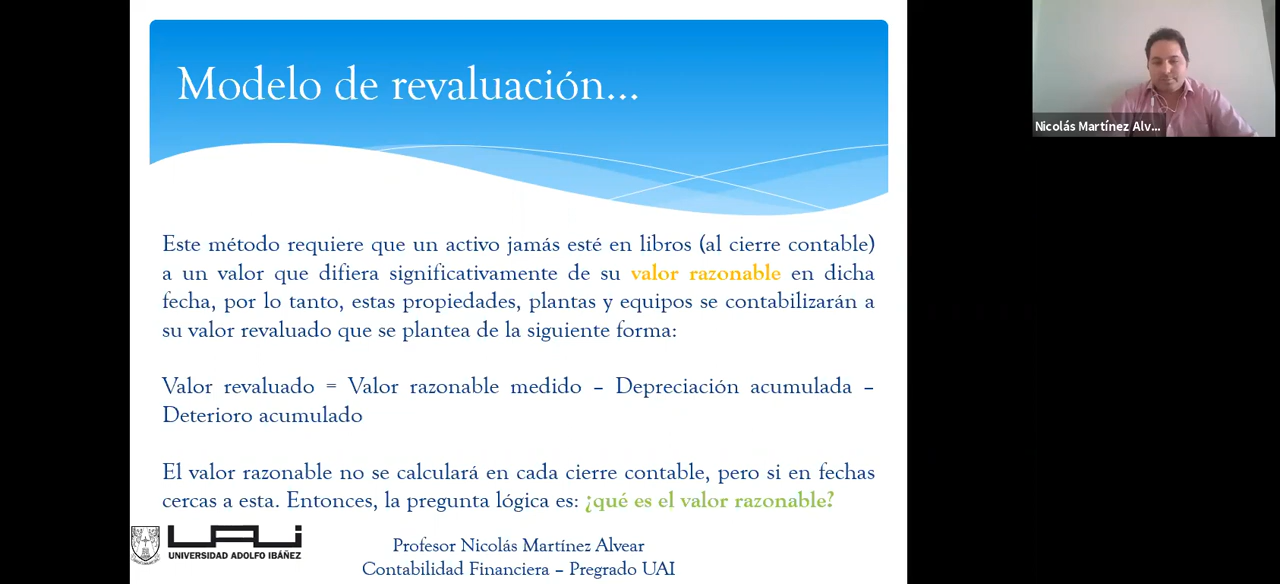 Modelo de revaluación...
Nicolás Martínez Alv...
Este método requiere que un activo jamás esté en libros (al cierre contable)
a un valor que difiera significativamente de su valor razonable en dicha
fecha, por lo tanto, estas propiedades, plantas y equipos se contabilizarán a
su valor revaluado que se plantea de la siguiente forma:
Valor revaluado = Valor razonable medido – Depreciación acumulada –
Deterioro acumulado
El valor razonable no se calculará en cada cierre contable, pero si en fechas
cercas a esta. Entonces, la pregunta lógica es: ¿qué es el valor razonable?
UAI
UNIVERSIDAD ADOLFO IBÁÑEZ
Profesor Nicolás Martínez Alvear
Contabilidad Financiera – Pregrado UAI